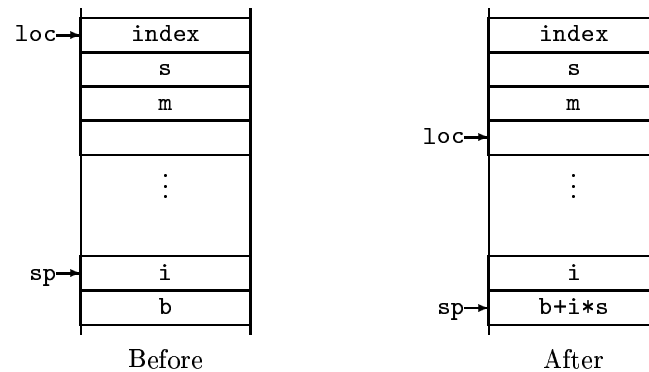 loc index index
s s
m m
loc
⋮ ⋮
sp i i
b sp b+i*s
Before After